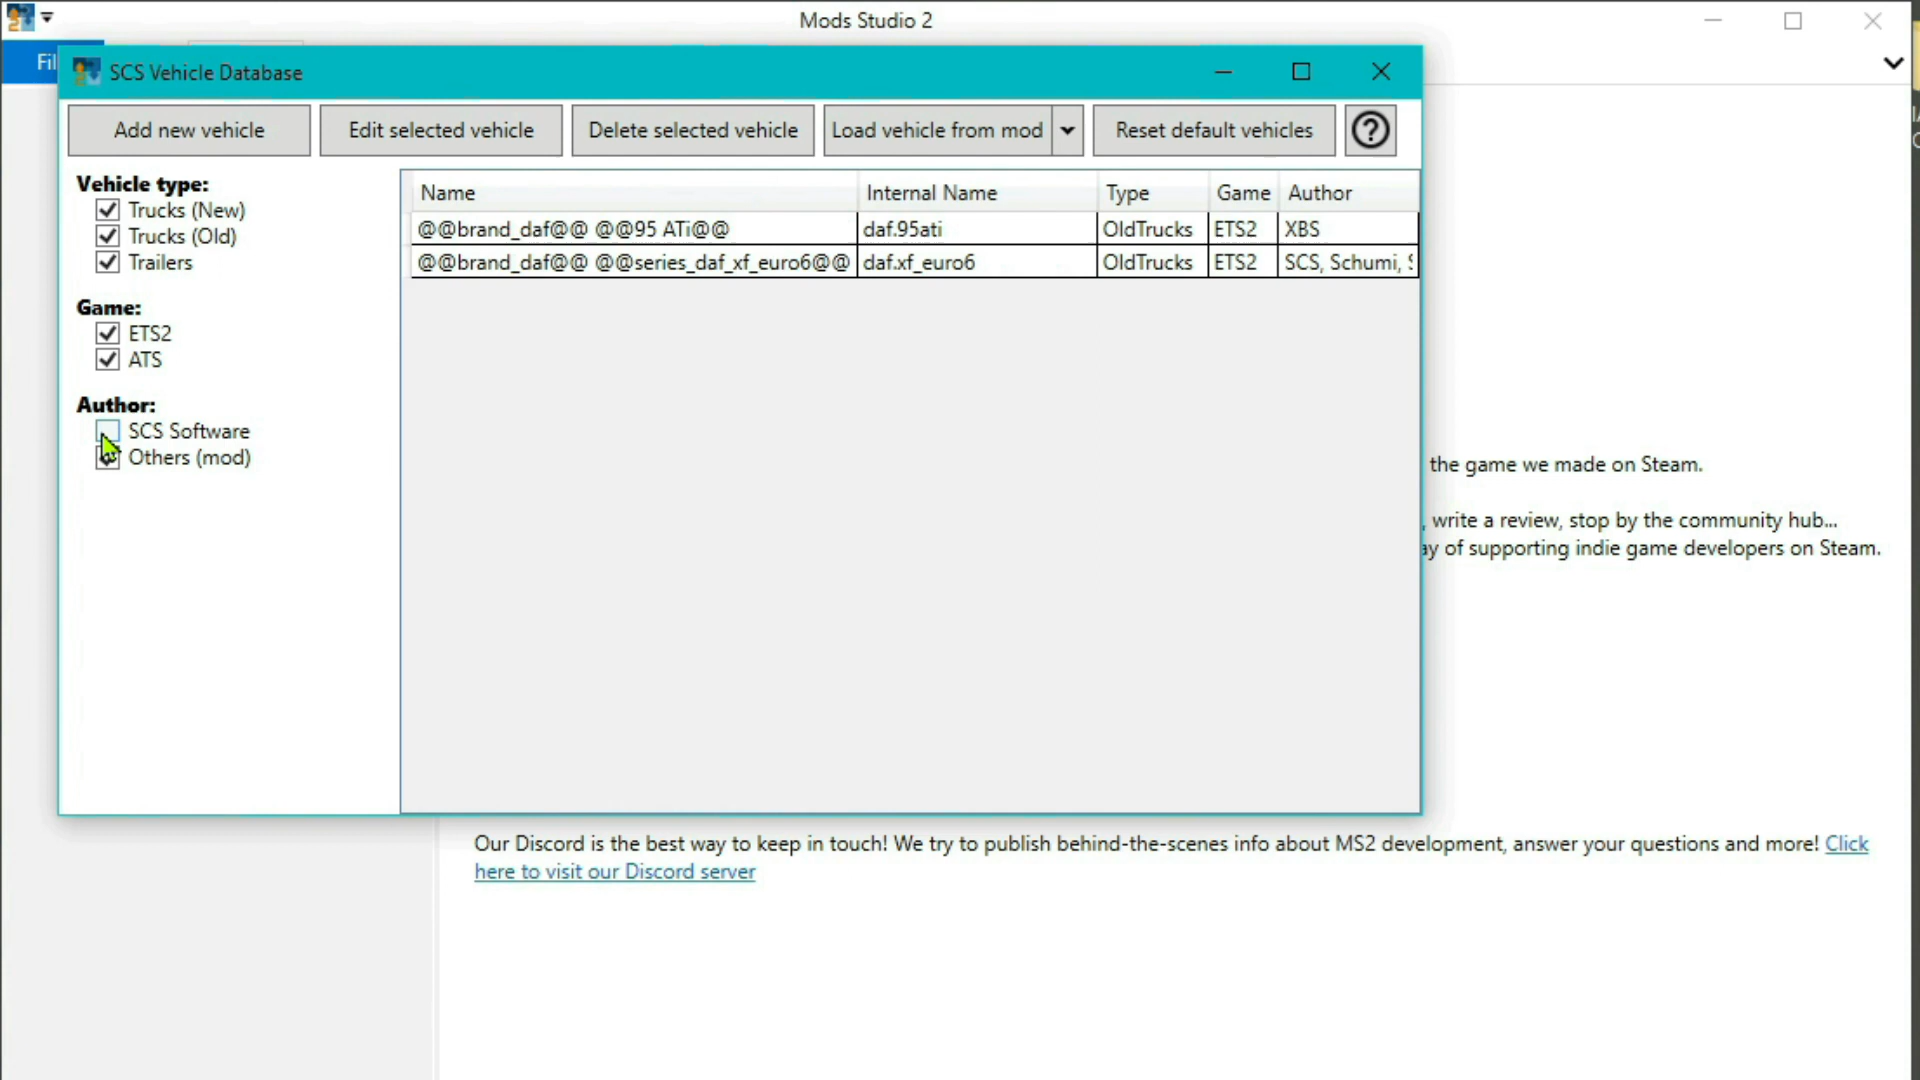 Mods Studio 2
Fil
SCS Vehicle Database
Add new vehicle
Edit selected vehicle
Delete selected vehicle
Load vehicle from mod
Reset default vehicles
?
Vehicle type:
Trucks (New)
Trucks (Old)
Trailers
Game:
ETS2
ATS
Author:
SCS Software
Others (mod)
Name Internal Name Type Game Author
@@brand_daf@@ @@95 ATi@@ daf.95ati OldTrucks ETS2 XBS
@@brand_daf@@ @@series_daf_xf_euro6@@ daf.xf_euro6 OldTrucks ETS2 SCS, Schumi,
the game we made on Steam.
, write a review, stop by the community hub...
ay of supporting indie game developers on Steam.
Our Discord is the best way to keep in touch! We try to publish behind-the-scenes info about MS2 development, answer your questions and more! Click
here to visit our Discord server